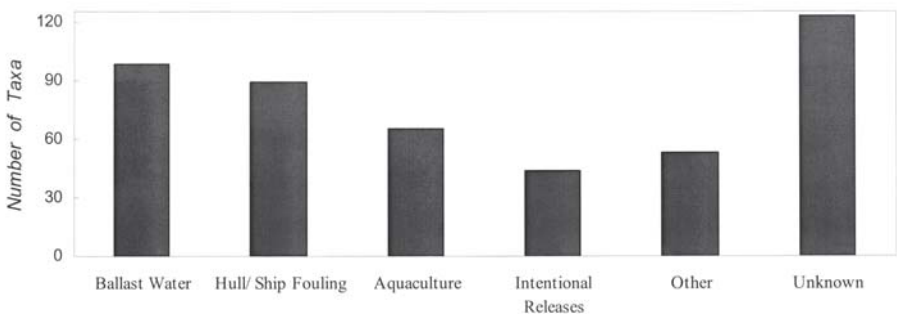 120
90
60
30
0
Number of Taxa
Ballast Water
Hull/ Ship Fouling
Aquaculture
Intentional
Releases
Other
Unknown